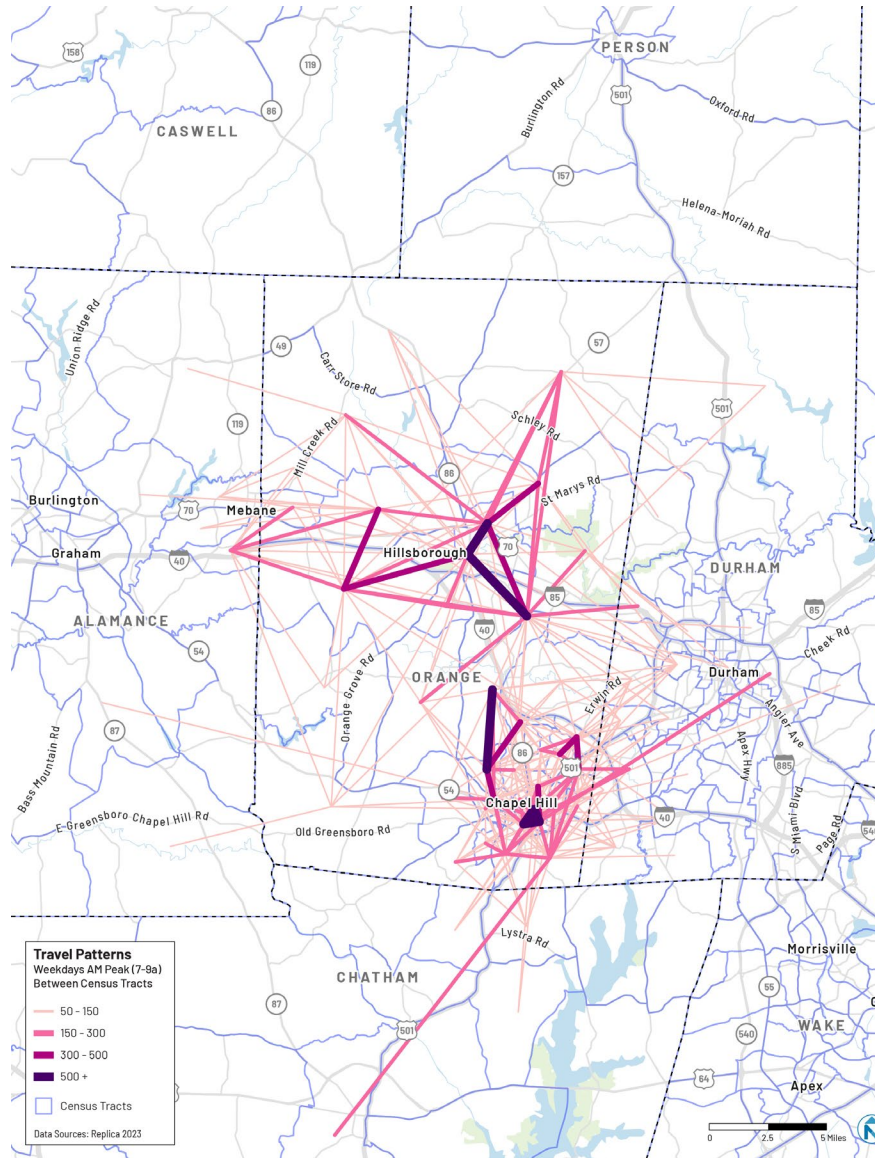 PERSON
158
119
501
Oxford Rd
Burlington Rd
86
CASWELL
157
Helena-Moriah Rd
Union Ridge Rd
49
57
Carr Store Rd
501
119
Schley Rd
Mill Creek Rd
86
St Marys Rd
Burlington
70
Mebane
Graham
40
Hillsborough
70
DURHAM
85
85
ALAMANCE
40
Cheek Rd
54
Orange Grove Rd
ORANGE
Erwin Rd
Durham
Angier Ave
87
86
501
Apex Hwy
885
Bass Mountain Rd
54
Chapel Hill
S Miami Blvd
E Greensboro Chapel Hill Rd
Old Greensboro Rd
40
Page Rd
540
Lystra Rd
Morrisville
CHATHAM
87
55
501
WAKE
540
64
Apex
Travel Patterns
Weekdays AM Peak (7-9a)
Between Census Tracts
50 - 150
150 - 300
300 - 500
500 +
Census Tracts
Data Sources: Replica 2023
0 2.5 5 Miles
N